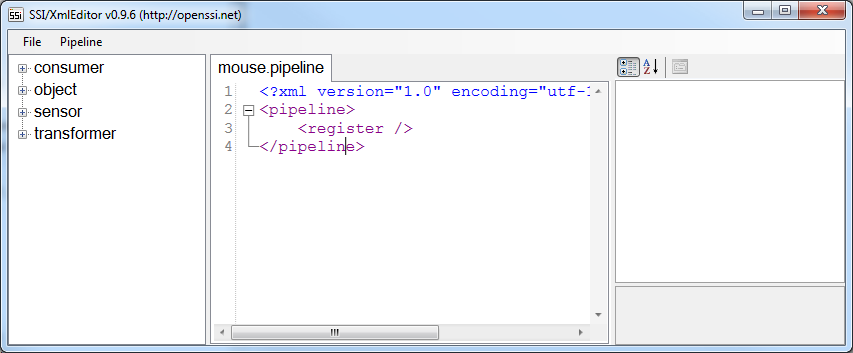 SSI SSI/XmlEditor v0.9.6 (http://openssi.net)
File Pipeline
consumer
object
sensor
transformer
mouse.pipeline
1 <?xml version="1.0" encoding="utf-1
2 <pipeline>
3 <register />
4 </pipeline>
A
Z